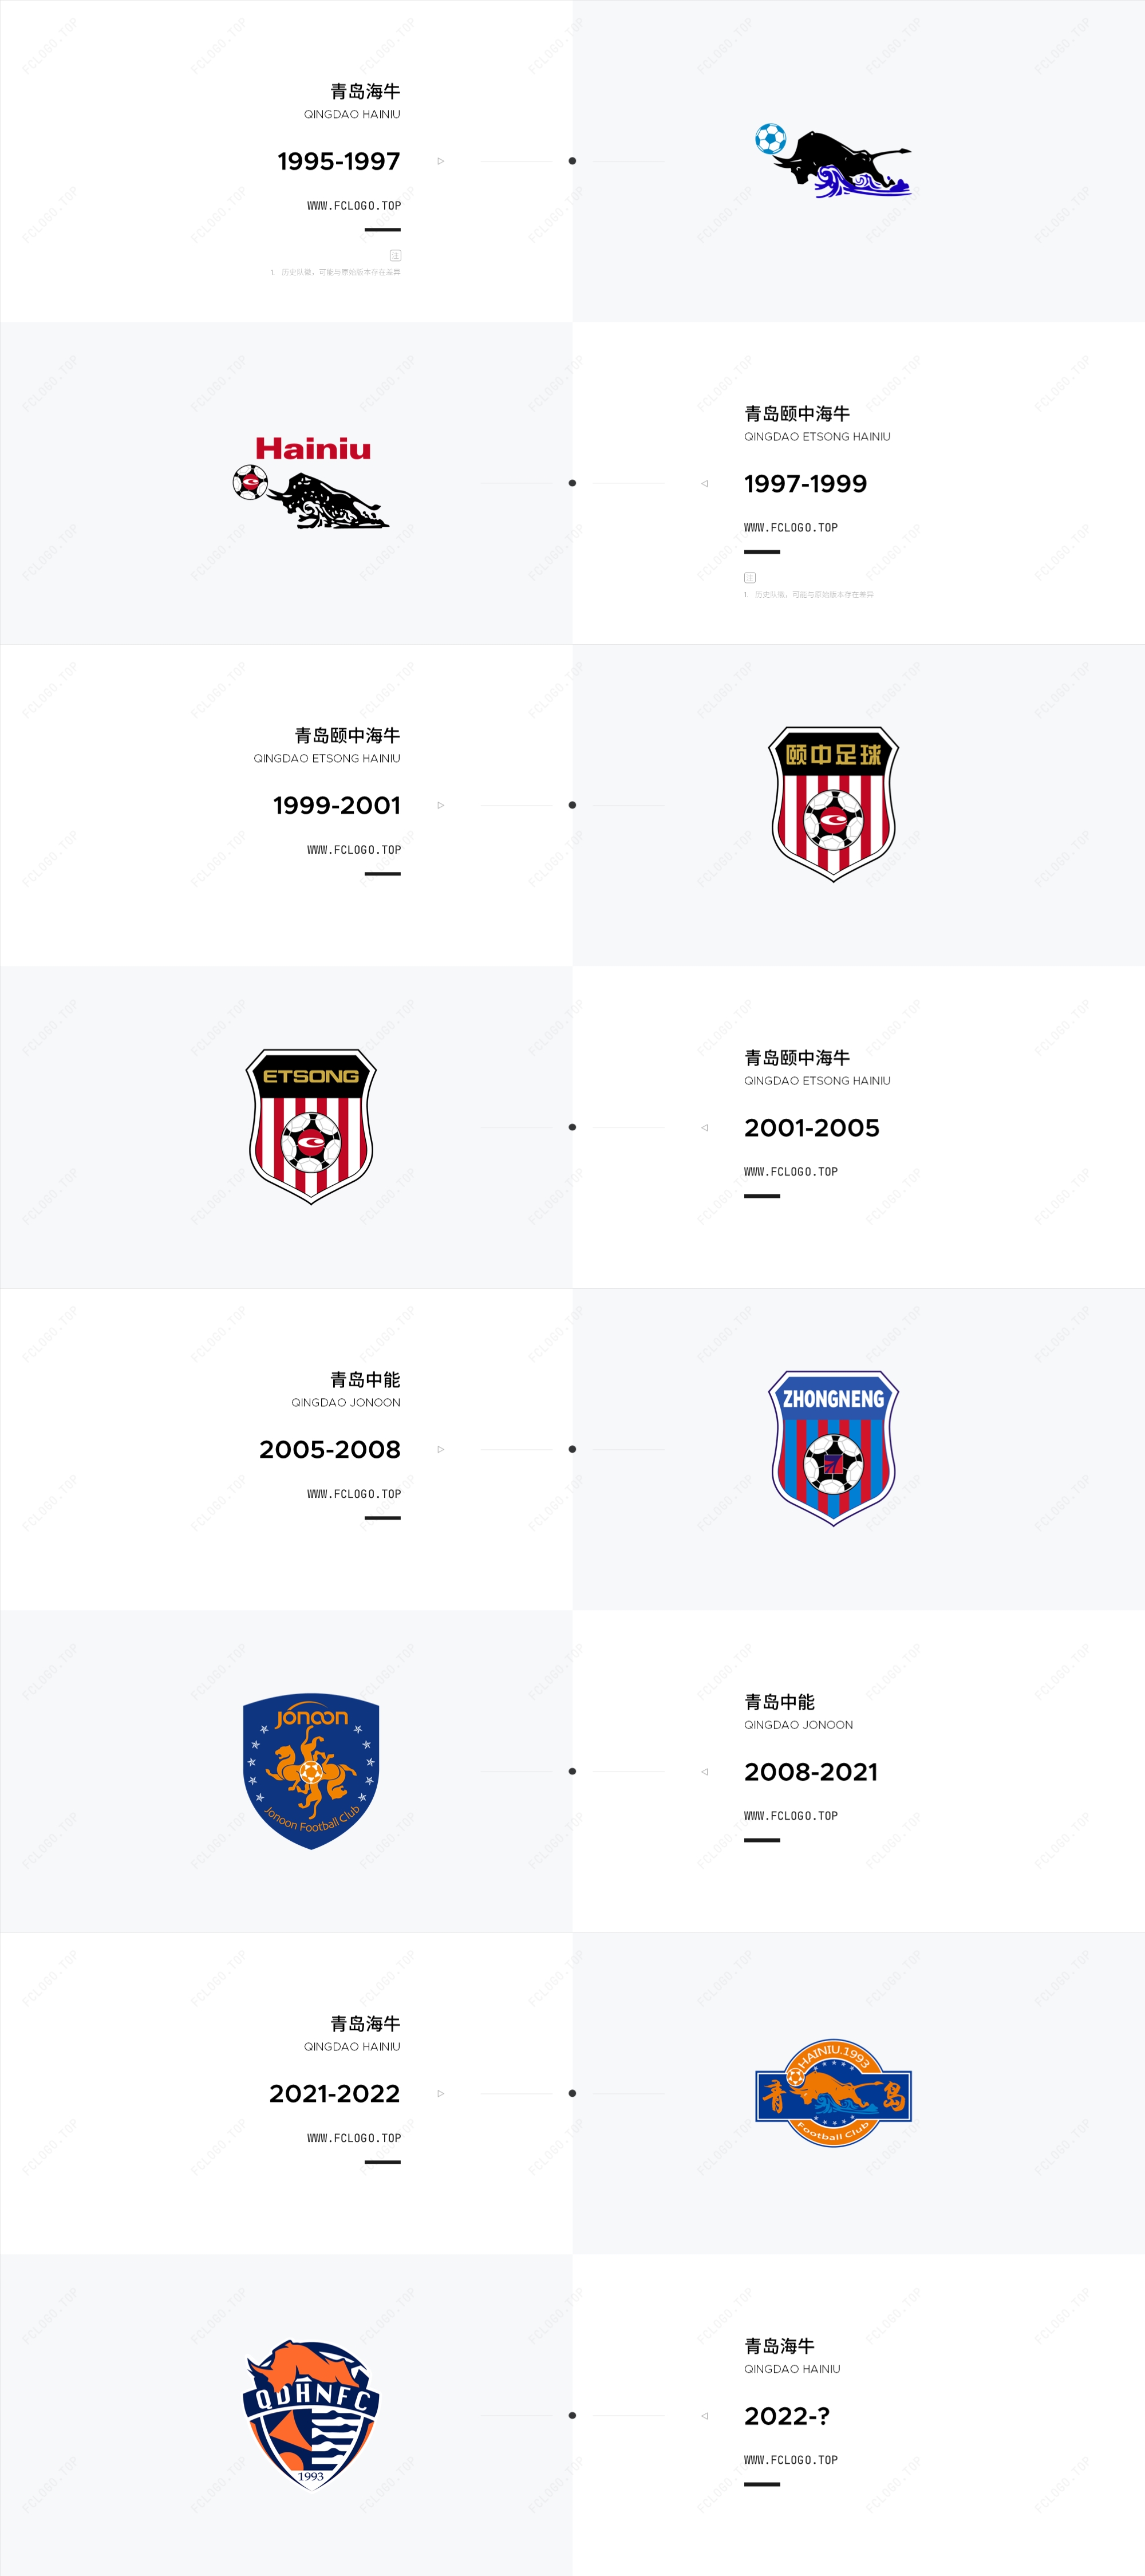 青岛海牛
QINGDAO HAINIU
1995-1997
WWW.FCLOGO.TOP
注
1. 历史队徽，可能与原始版本存在差异
Hainiu
青岛颐中海牛
QINGDAO ETSONG HAINIU
1997-1999
WWW.FCLOGO.TOP
注
1. 历史队徽，可能与原始版本存在差异
青岛颐中海牛
QINGDAO ETSONG HAINIU
1999-2001
WWW.FCLOGO.TOP
颐中足球
ETSONG
青岛颐中海牛
QINGDAO ETSONG HAINIU
2001-2005
WWW.FCLOGO.TOP
青岛中能
QINGDAO JONOON
2005-2008
WWW.FCLOGO.TOP
ZHONGNENG
jonoon
Jonoon Football Club
青岛中能
QINGDAO JONOON
2008-2021
WWW.FCLOGO.TOP
青岛海牛
QINGDAO HAINIU
2021-2022
WWW.FCLOGO.TOP
HAINIU.1993
青岛
Football Club
QDHNFC
1993
青岛海牛
QINGDAO HAINIU
2022-?
WWW.FCLOGO.TOP
FCLOGO.TOP